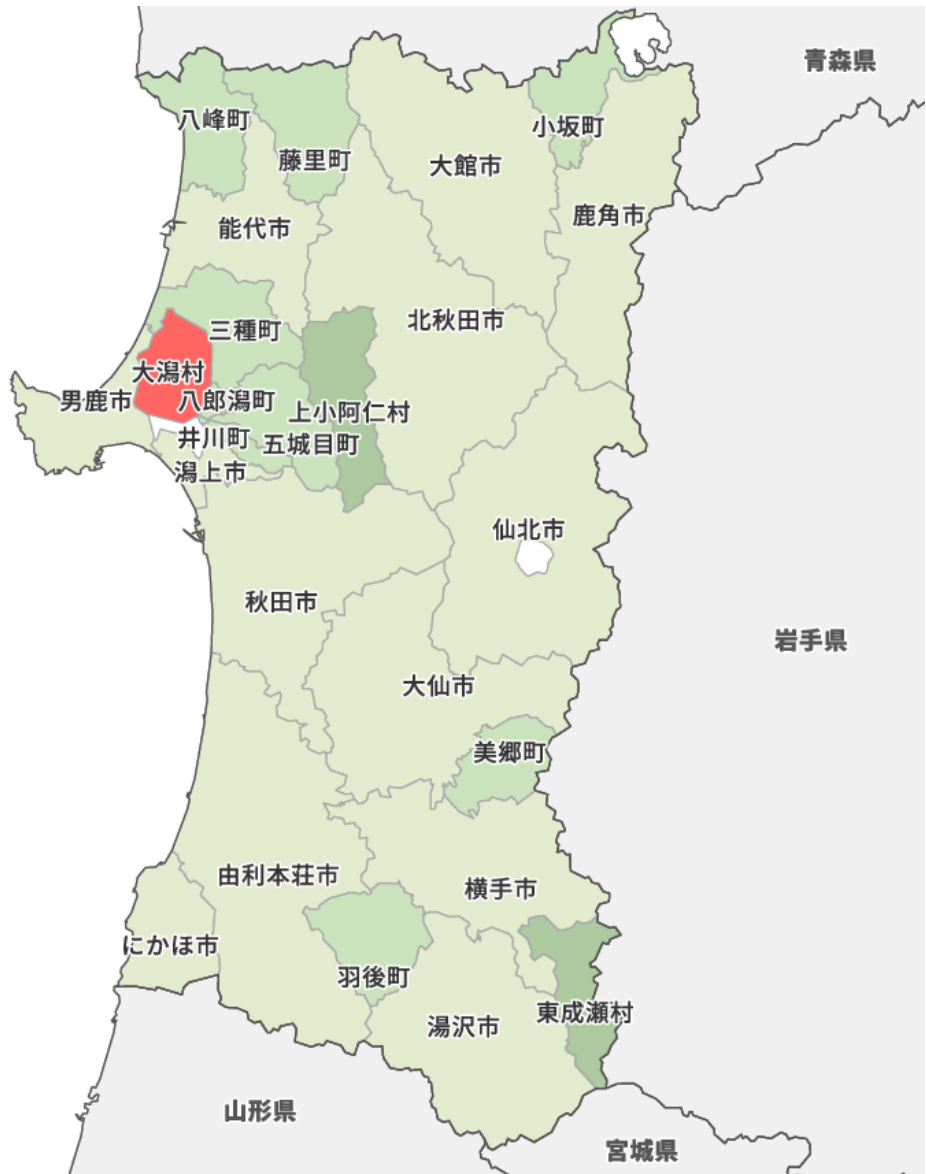 青森県
八峰町
小坂町
藤里町
大館市
鹿角市
能代市
北秋田市
三種町
大潟村
男鹿市
八郎潟町
上小阿仁村
井川町
五城目町
潟上市
仙北市
秋田市
岩手県
大仙市
美郷町
由利本荘市
横手市
にかほ市
羽後町
東成瀬村
湯沢市
山形県
宮城県